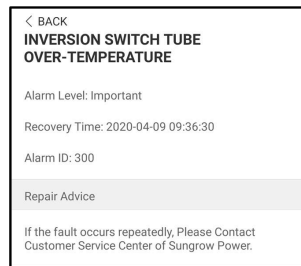 < BACK
INVERSION SWITCH TUBE
OVER-TEMPERATURE
Alarm Level: Important
Recovery Time: 2020-04-09 09:36:30
Alarm ID: 300
Repair Advice
If the fault occurs repeatedly, Please Contact
Customer Service Center of Sungrow Power.